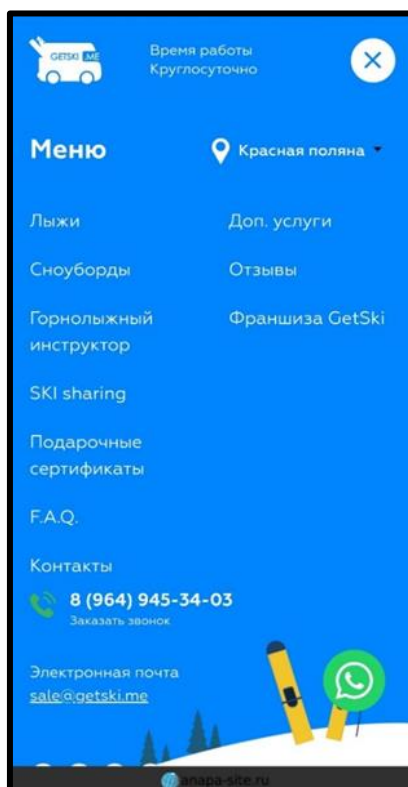 GETSKI .ME
Время работы
Круглосуточно
Меню
Красная поляна
Лыжи
Доп. услуги
Сноуборды
Отзывы
Горнолыжный
инструктор
Франшиза GetSki
SKI sharing
Подарочные
сертификаты
F.A.Q.
Контакты
8 (964) 945-34-03
Заказать звонок
Электронная почта
sale@getski.me
anapa-site.ru